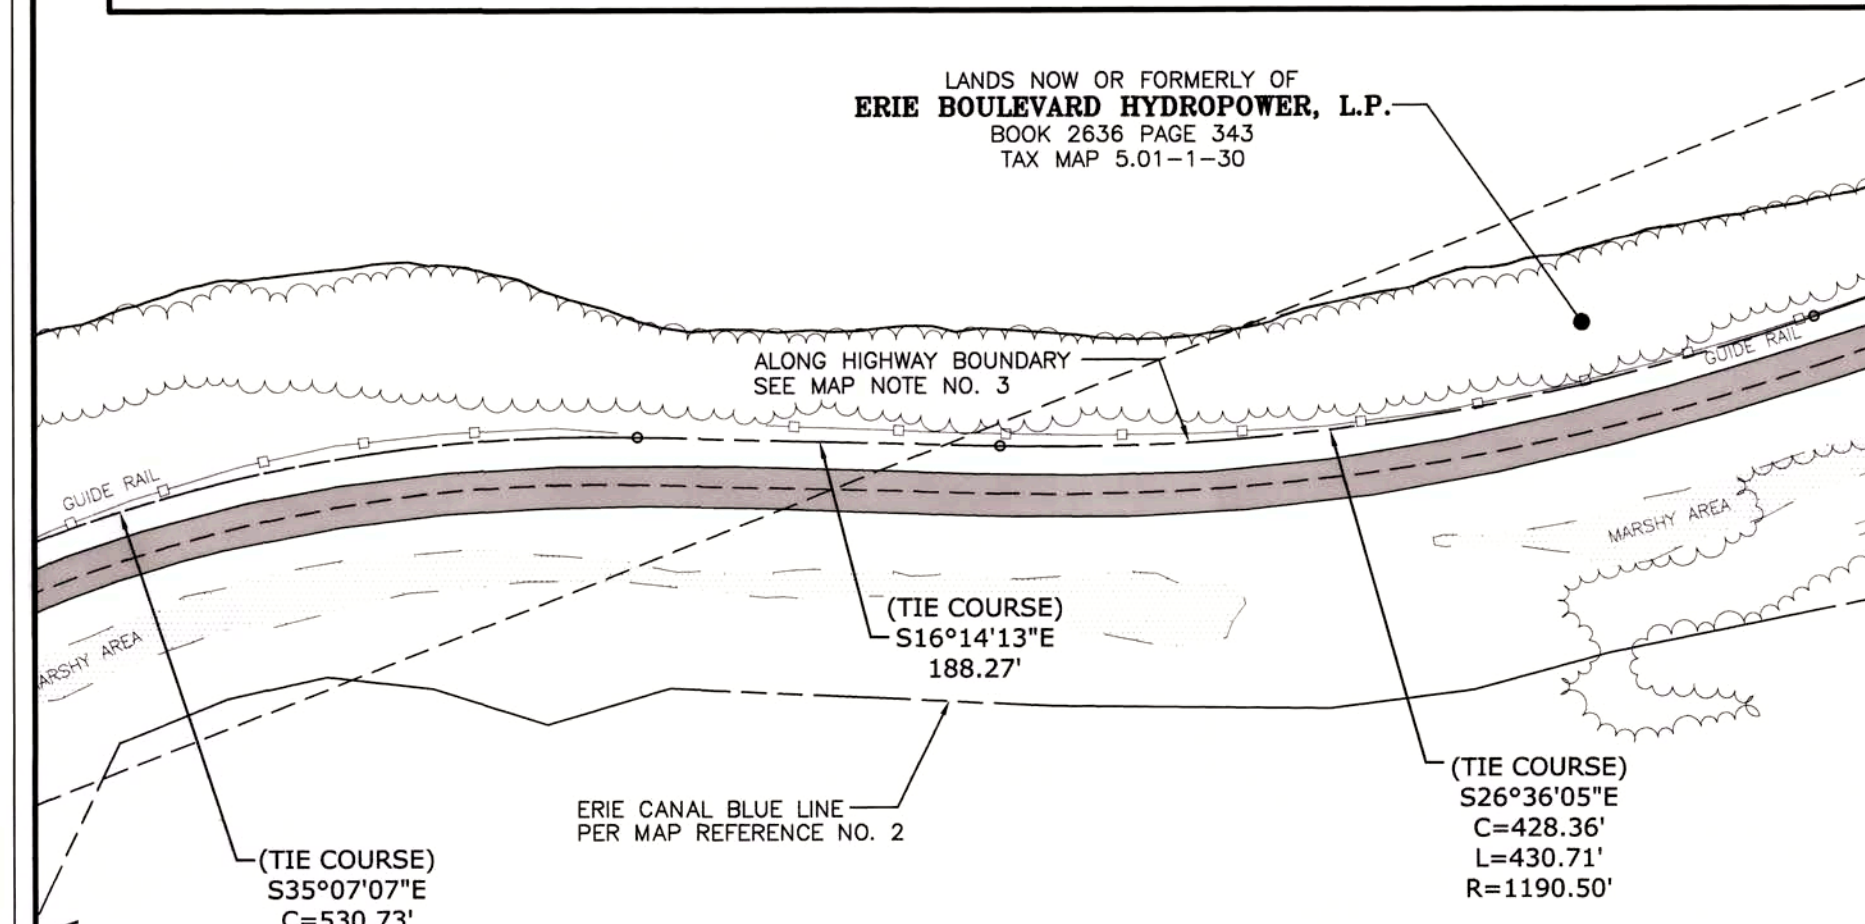 LANDS NOW OR FORMERLY OF
ERIE BOULEVARD HYDROPOWER, L.P.
BOOK 2636 PAGE 343
TAX MAP 5.01-1-30
ALONG HIGHWAY BOUNDARY
SEE MAP NOTE NO. 3
GUIDE RAIL
GUIDE RAIL
MARSHY AREA
(TIE COURSE)
S16°14'13"E
188.27'
ARSHY AREA
ERIE CANAL BLUE LINE
PER MAP REFERENCE NO. 2
(TIE COURSE)
S26°36'05"E
C=428.36'
L=430.71'
R=1190.50'
(TIE COURSE)
S35°07'07"E
C=530.73'